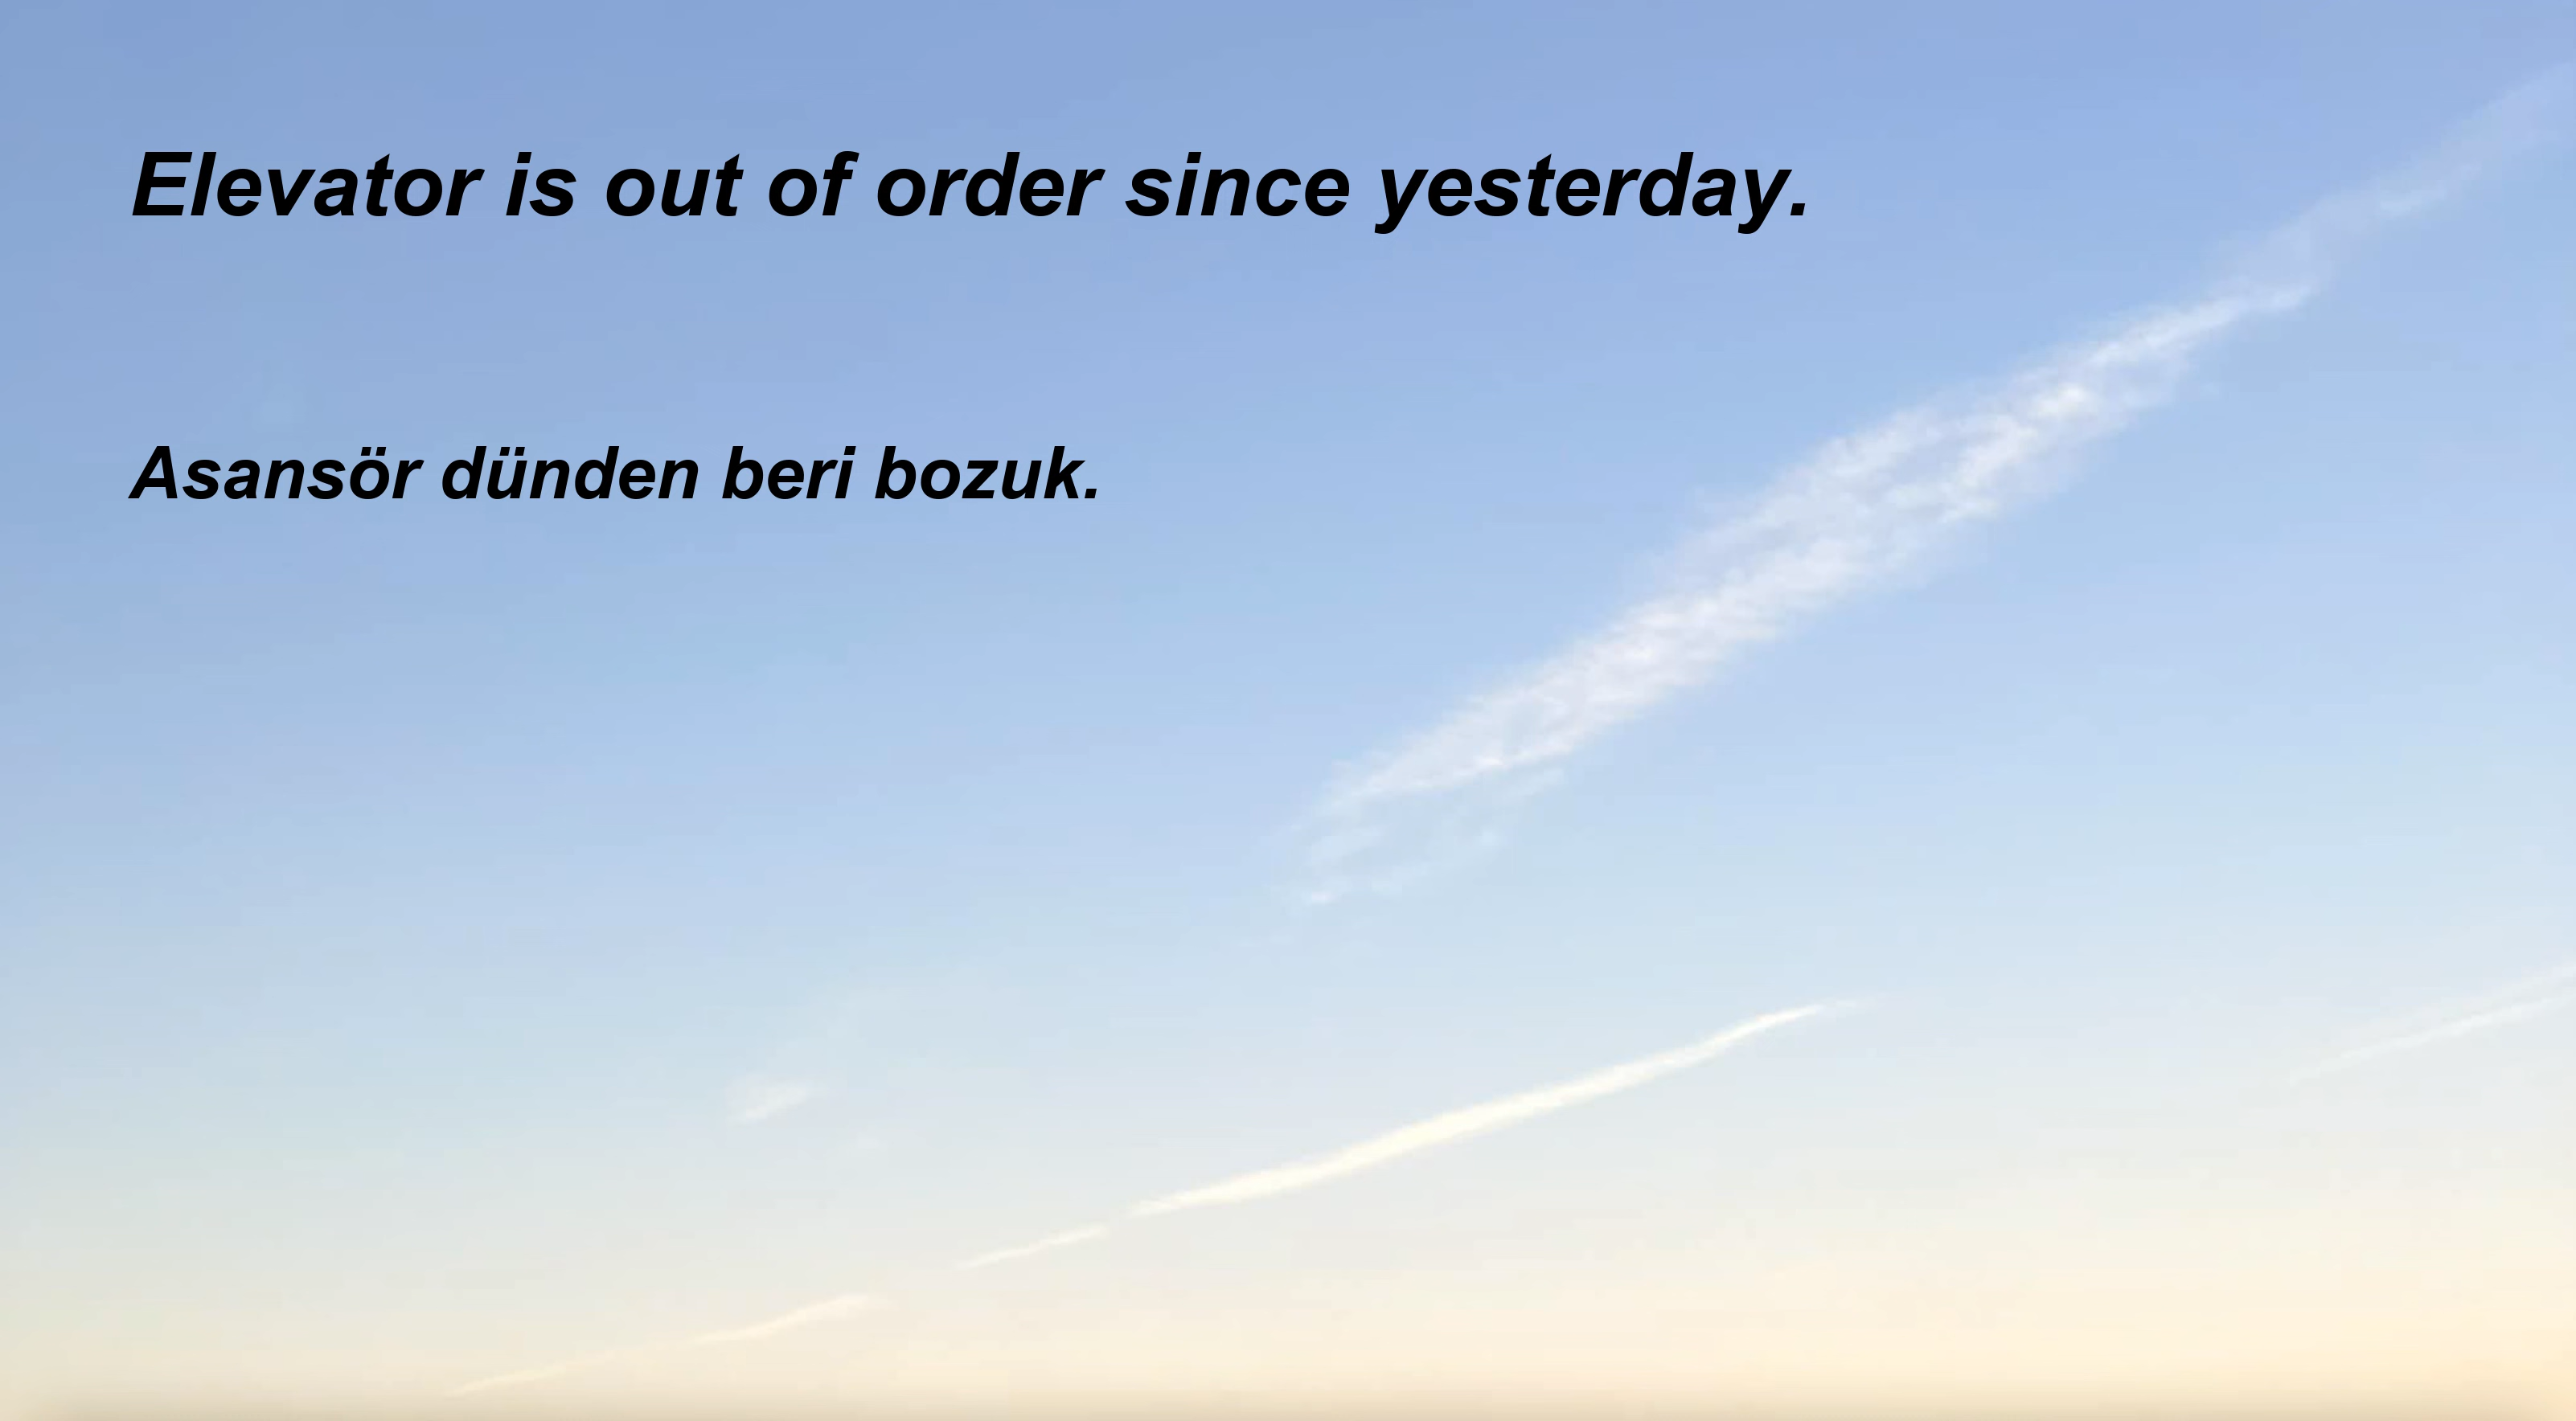 Elevator is out of order since yesterday.
Asansör dünden beri bozuk.